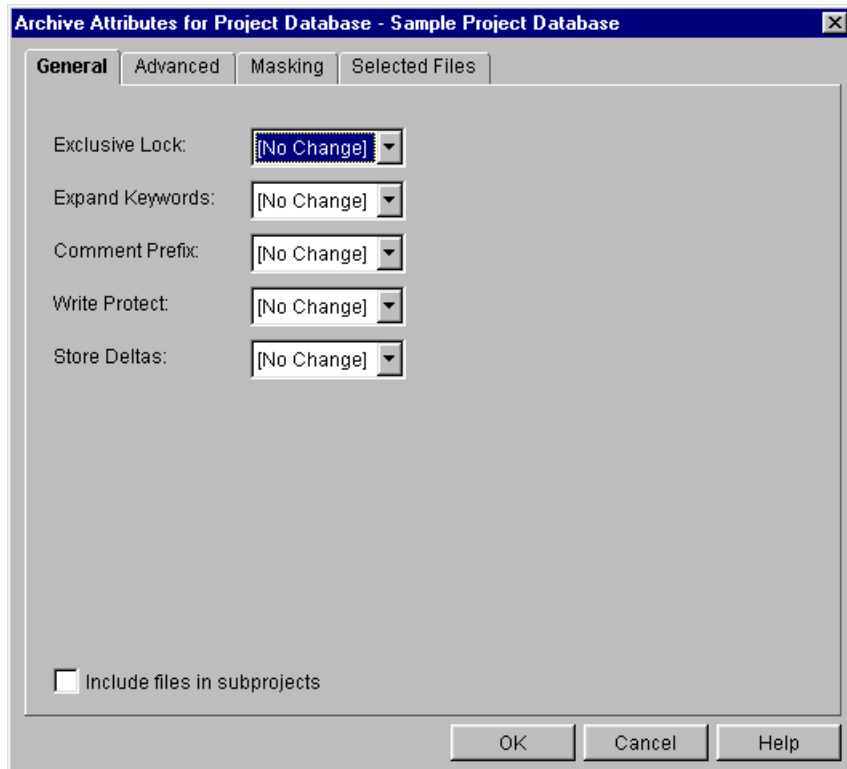 Archive Attributes for Project Database - Sample Project Database
General Advanced Masking Selected Files
Exclusive Lock: [No Change]
Expand Keywords: [No Change]
Comment Prefix: [No Change]
Write Protect: [No Change]
Store Deltas: [No Change]
Include files in subprojects
OK Cancel Help